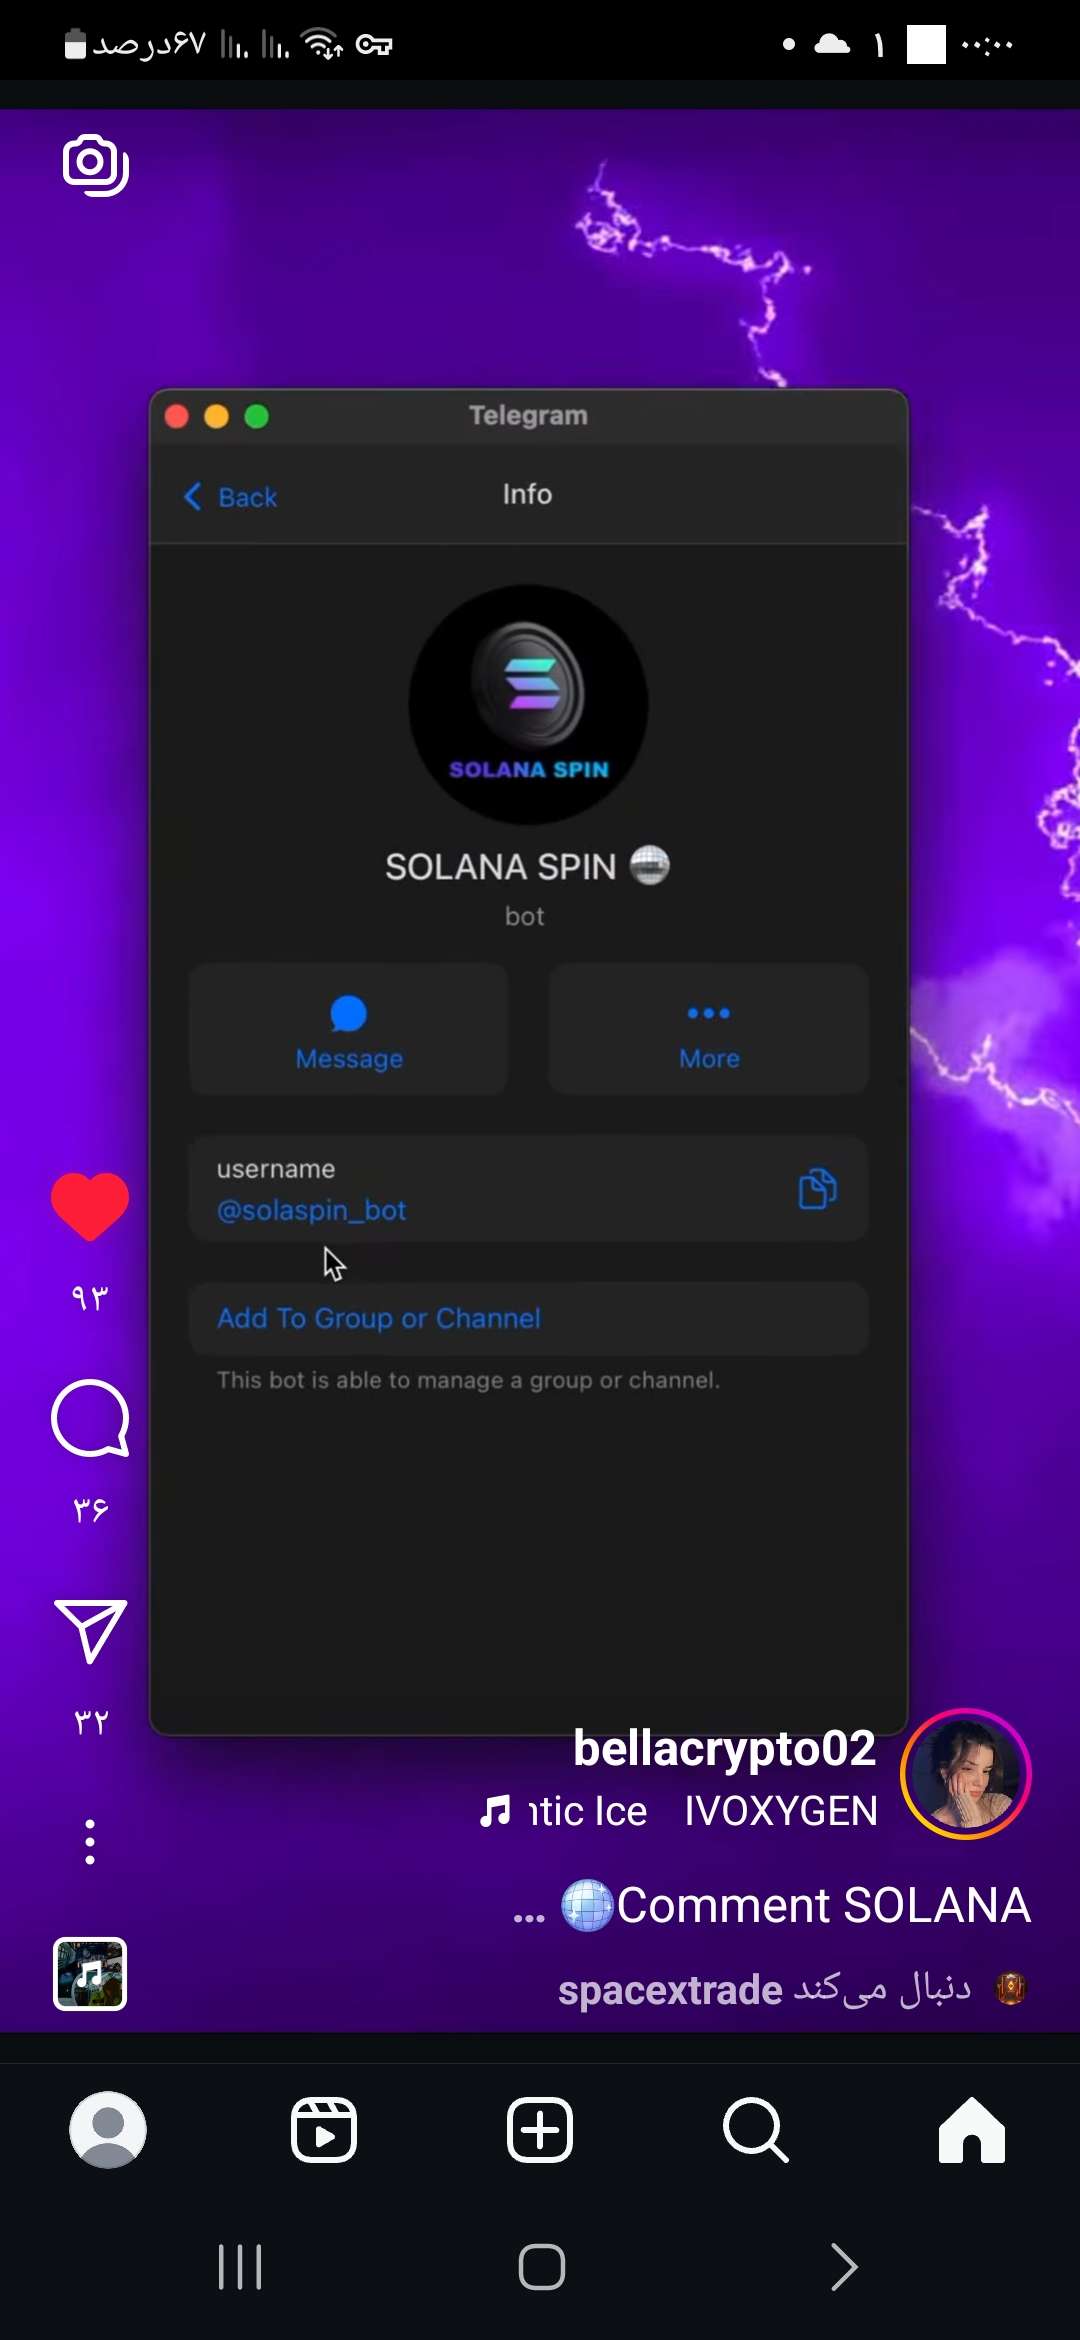 ۶۷درصد
۱
۰۰:۰۰
Telegram
Back
Info
SOLANA SPIN
SOLANA SPIN
bot
Message
More
username
@solaspin_bot
Add To Group or Channel
This bot is able to manage a group or channel.
۹۳
۳۶
۳۲
bellacrypto02
Ice IVOXYGEN
Comment SOLANA ...
spacextrade دنبال می‌کند